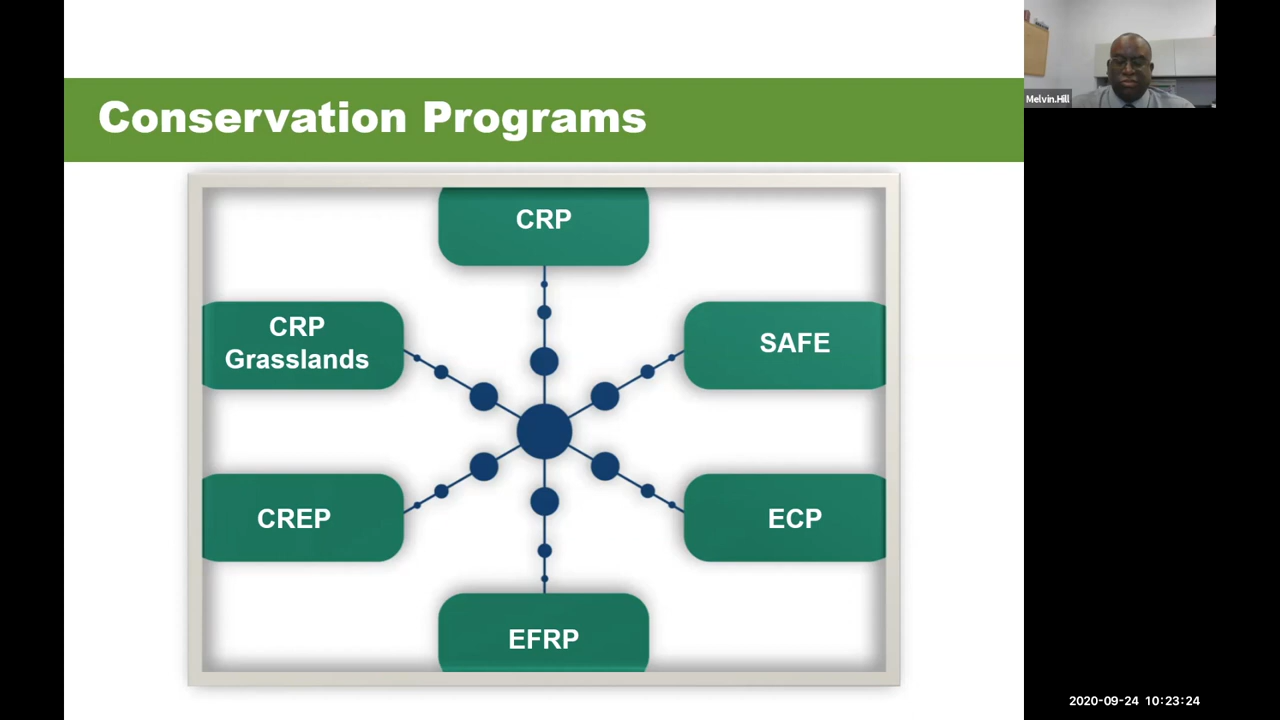 Conservation Programs
Melvin.Hill
CRP
CRP
Grasslands
SAFE
CREP
ECP
EFRP
2020-09-24 10:23:24